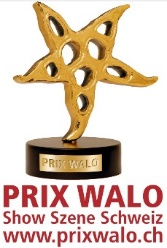 PRIX WALO
PRIX WALO
Show Szene Schweiz
www.prixwalo.ch